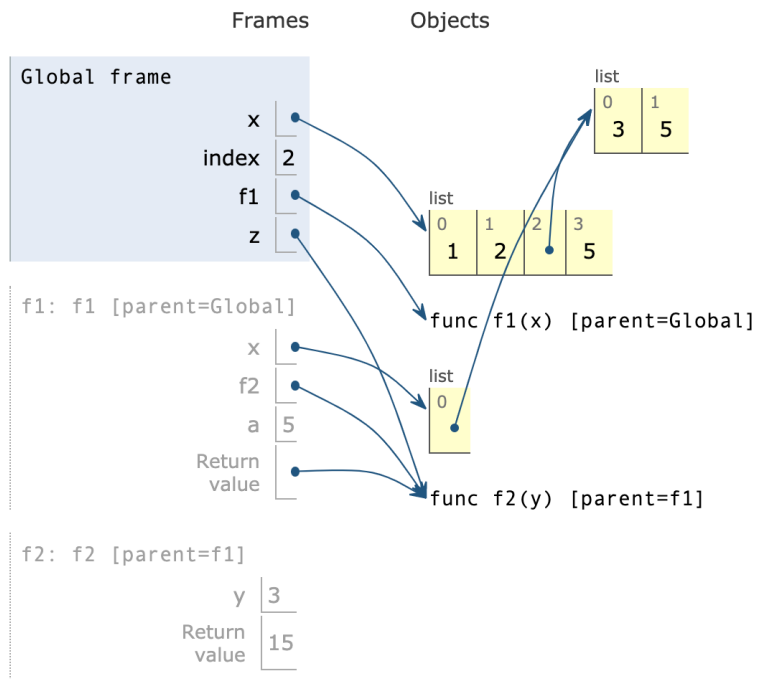 Frames Objects
Global frame
x
index 2
f1
z
list
0 1
3 5
list
0 1 2 3
1 2 5
func f1(x) [parent=Global]
f1: f1 [parent=Global]
x
f2
a 5
Return
value
list
0
func f2(y) [parent=f1]
f2: f2 [parent=f1]
y 3
Return
value 15